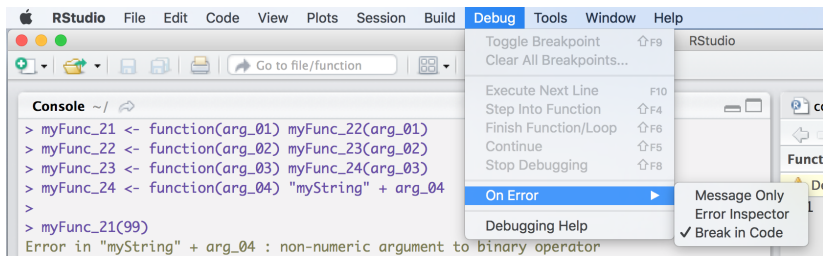 RStudio File Edit Code View Plots Session Build Debug Tools Window Help
RStudio
Go to file/function
Toggle Breakpoint ⇧F9
Clear All Breakpoints...
Execute Next Line F10
Step Into Function ⇧F4
Finish Function/Loop ⇧F6
Continue ⇧F5
Stop Debugging ⇧F8
On Error ▶
Debugging Help
Message Only
Error Inspector
✓ Break in Code
Console ~/
> myFunc_21 <- function(arg_01) myFunc_22(arg_01)
> myFunc_22 <- function(arg_02) myFunc_23(arg_02)
> myFunc_23 <- function(arg_03) myFunc_24(arg_03)
> myFunc_24 <- function(arg_04) "myString" + arg_04
>
> myFunc_21(99)
Error in "myString" + arg_04 : non-numeric argument to binary operator